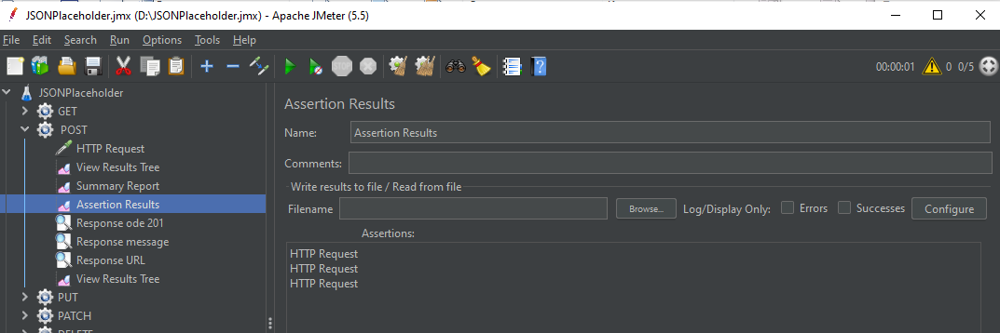 JSONPlaceholder.jmx (D:\JSONPlaceholder.jmx) - Apache JMeter (5.5)
File Edit Search Run Options Tools Help
STOP
00:00:01 0 0/5
JSONPlaceholder
GET
POST
HTTP Request
View Results Tree
Summary Report
Assertion Results
Response ode 201
Response message
Response URL
View Results Tree
PUT
PATCH
DELETE
Assertion Results
Name: Assertion Results
Comments:
Write results to file / Read from file
Filename Browse... Log/Display Only: Errors Successes Configure
Assertions:
HTTP Request
HTTP Request
HTTP Request